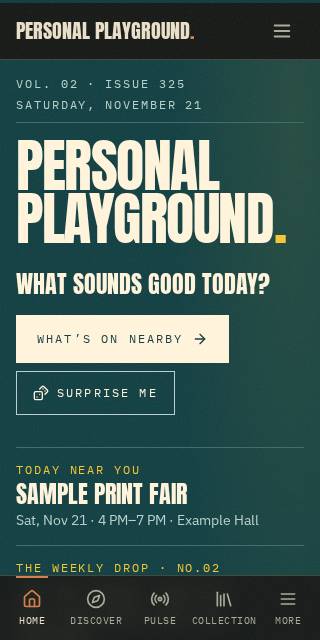 PERSONAL PLAYGROUND.
VOL. 02 · ISSUE 325
SATURDAY, NOVEMBER 21
PERSONAL
PLAYGROUND.
WHAT SOUNDS GOOD TODAY?
WHAT’S ON NEARBY →
SURPRISE ME
TODAY NEAR YOU
SAMPLE PRINT FAIR
Sat, Nov 21 · 4 PM–7 PM · Example Hall
THE WEEKLY DROP · NO.02
HOME DISCOVER PULSE COLLECTION MORE